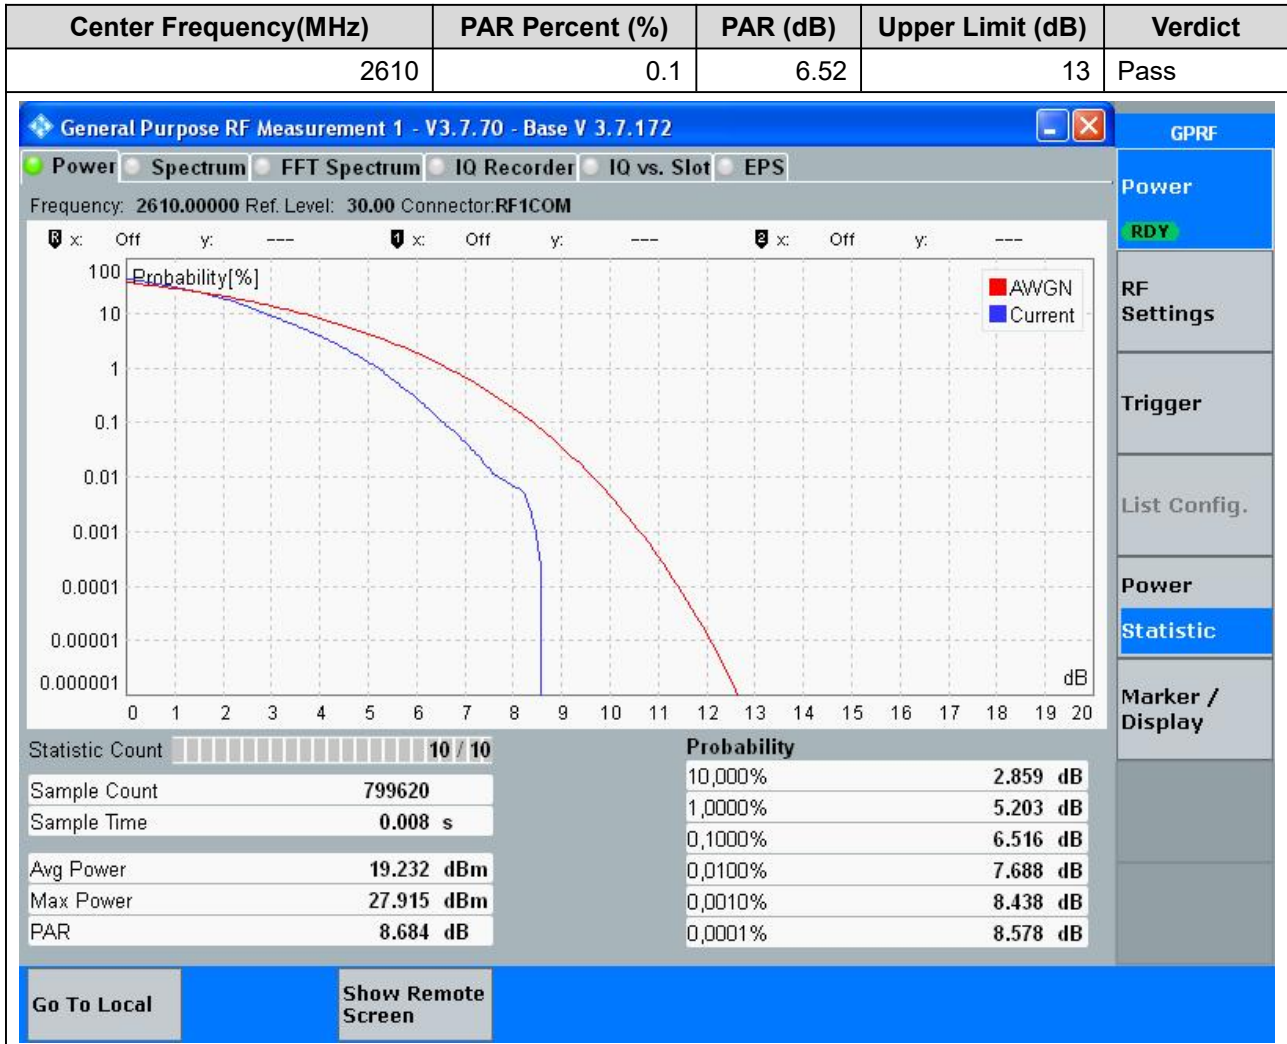 Center Frequency(MHz) PAR Percent (%) PAR (dB) Upper Limit (dB) Verdict
2610 0.1 6.52 13 Pass
General Purpose RF Measurement 1 - V3.7.70 - Base V 3.7.172
GPRF
Power Spectrum FFT Spectrum IQ Recorder IQ vs. Slot EPS
Frequency: 2610.00000 Ref. Level: 30.00 Connector:RF1COM
R x: Off y: --- 1 x: Off y: --- 2 x: Off y: ---
100 Probability[%]
10
1
0.1
0.01
0.001
0.0001
0.00001
0.000001
AWGN
Current
dB
0 1 2 3 4 5 6 7 8 9 10 11 12 13 14 15 16 17 18 19 20
Statistic Count 10 / 10
Sample Count 799620
Sample Time 0.008 s
Avg Power 19.232 dBm
Max Power 27.915 dBm
PAR 8.684 dB
Probability
10,000% 2.859 dB
1,0000% 5.203 dB
0,1000% 6.516 dB
0,0100% 7.688 dB
0,0010% 8.438 dB
0,0001% 8.578 dB
Power
RDY
RF
Settings
Trigger
List Config.
Power
Statistic
Marker /
Display
Go To Local
Show Remote
Screen